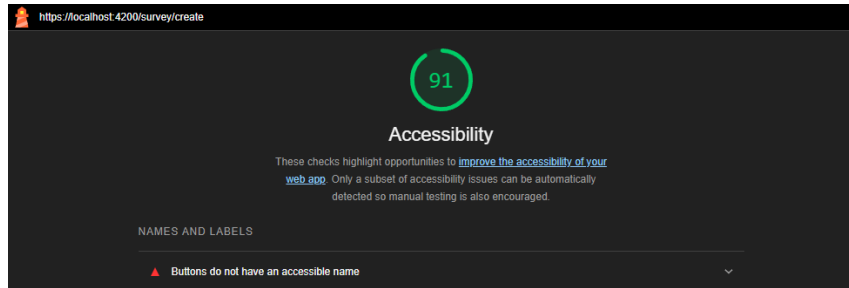 https://localhost:4200/survey/create
91
Accessibility
These checks highlight opportunities to improve the accessibility of your
web app. Only a subset of accessibility issues can be automatically
detected so manual testing is also encouraged.
NAMES AND LABELS
Buttons do not have an accessible name